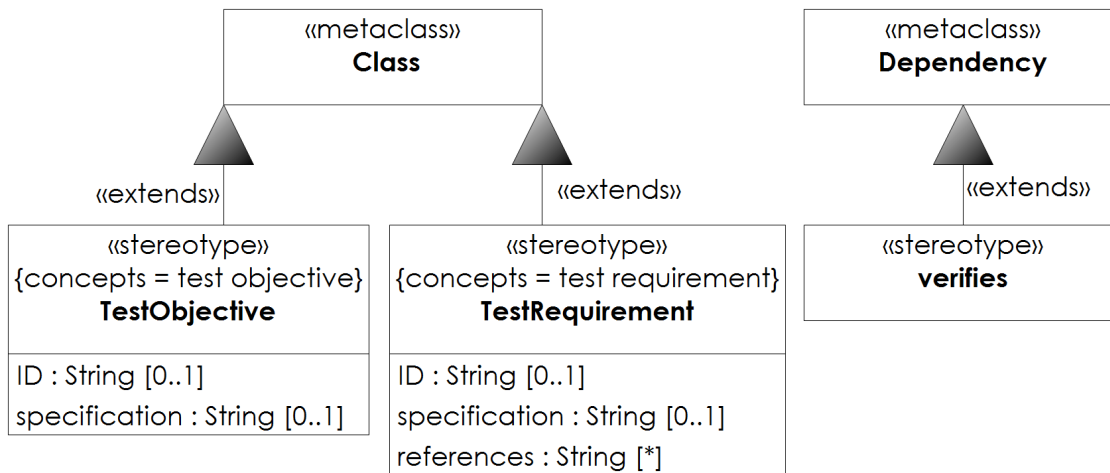 «metaclass»
Class
«metaclass»
Dependency
«extends»
«extends»
«extends»
«stereotype»
{concepts = test objective}
TestObjective
ID : String [0..1]
specification : String [0..1]
«stereotype»
{concepts = test requirement}
TestRequirement
ID : String [0..1]
specification : String [0..1]
references : String [*]
«stereotype»
verifies